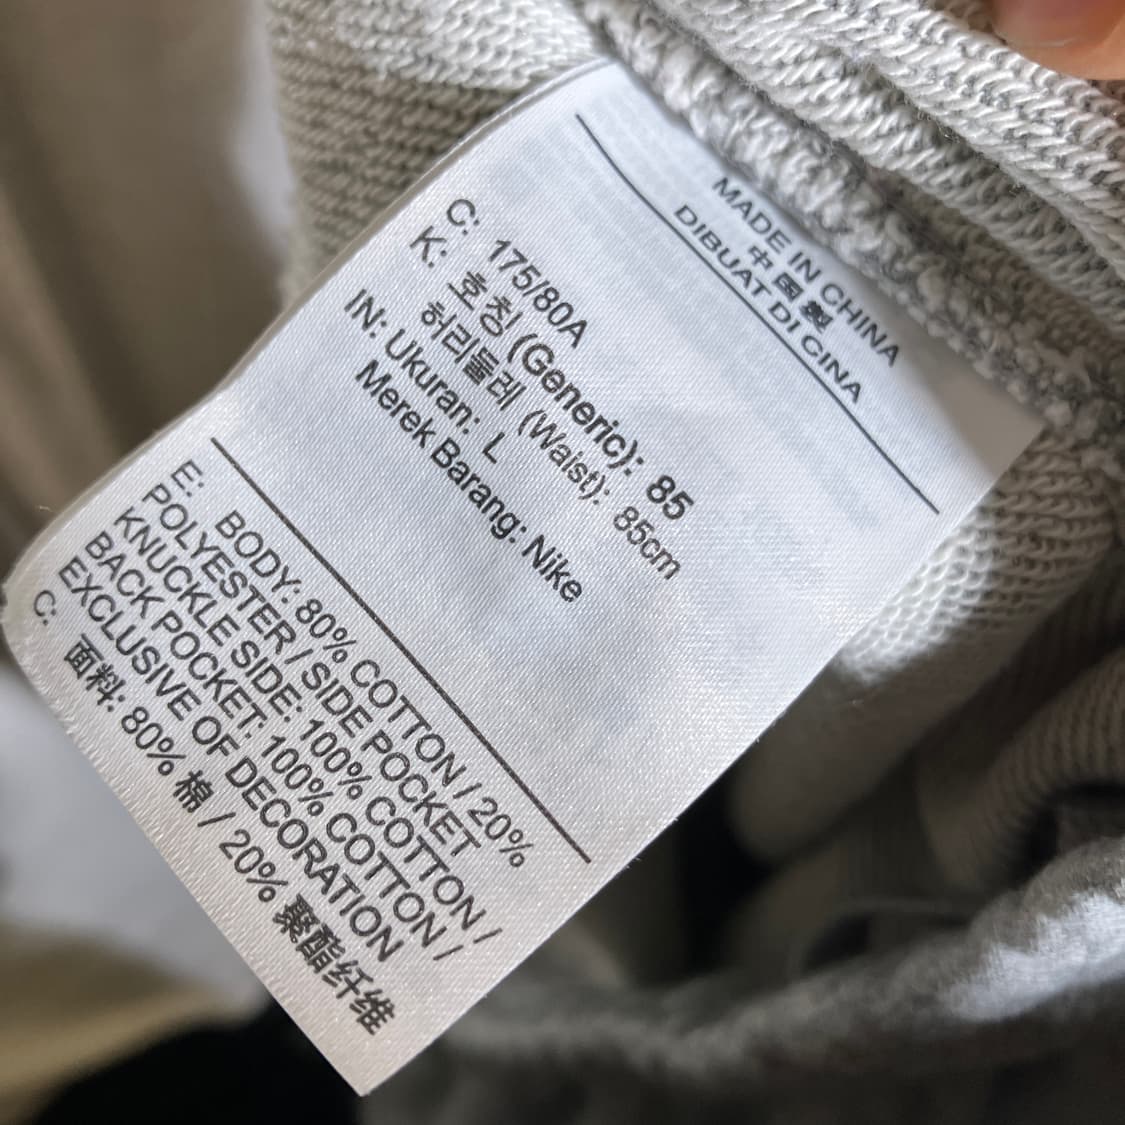 MADE IN CHINA
中国製
DIBUAT DI CINA
C: 175/80A
K: 호칭 (Generic): 85
허리둘레 (Waist): 85cm
IN: Ukuran: L
Merek Barang: Nike
E: BODY: 80% COTTON / 20%
POLYESTER / SIDE POCKET
KNUCKLE SIDE: 100% COTTON /
BACK POCKET: 100% COTTON /
EXCLUSIVE OF DECORATION
C: 面料: 80% 棉 / 20% 聚酯纤维